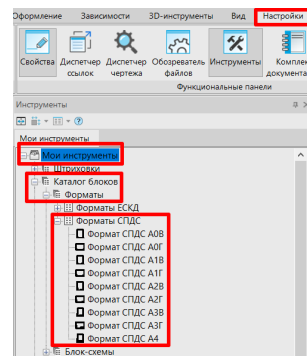 Оформление Зависимости 3D-инструменты Вид Настройки
Свойства Диспетчер Диспетчер Обозреватель Инструменты Комплек
ссылок чертежа файлов документа
Функциональные панели
Инструменты
Мои инструменты
Мои инструменты
Штриховки
Каталог блоков
Форматы
Форматы ЕСКД
Форматы СПДС
Формат СПДС А0В
Формат СПДС А0Г
Формат СПДС А1В
Формат СПДС А1Г
Формат СПДС А2В
Формат СПДС А2Г
Формат СПДС А3В
Формат СПДС А3Г
Формат СПДС А4
Блок-схемы